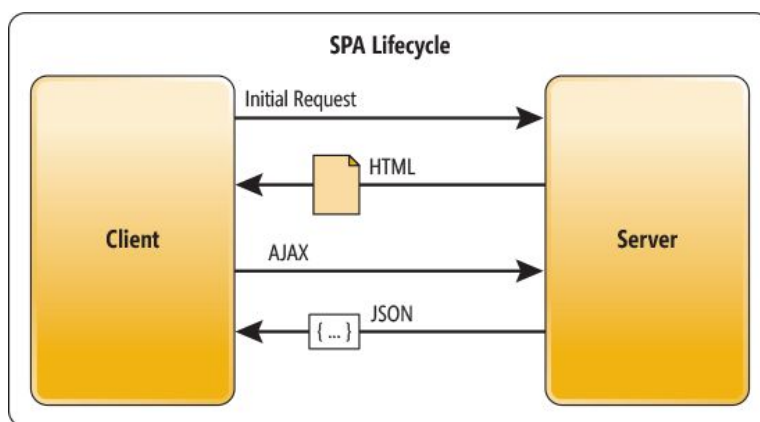 SPA Lifecycle
Initial Request
HTML
Client
Server
AJAX
JSON
{ ... }